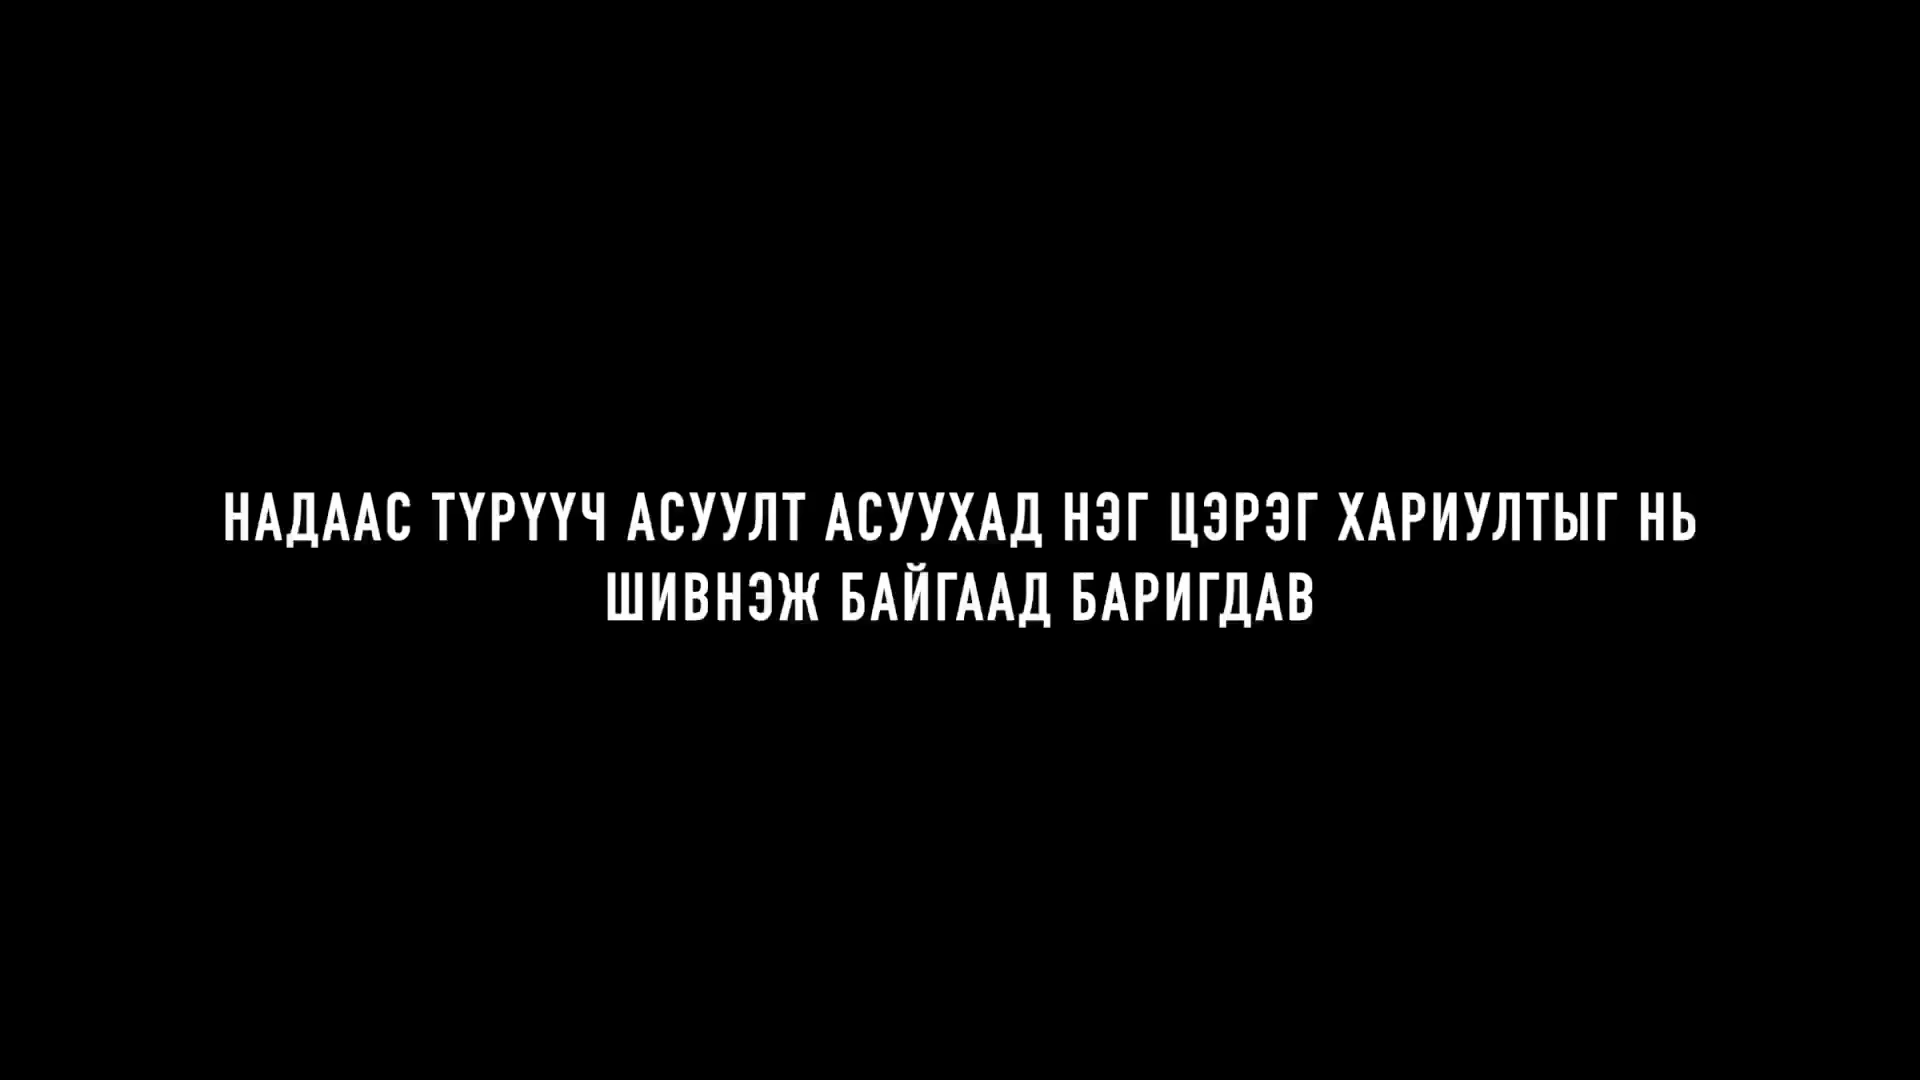 НАДААС ТҮРҮҮЧ АСУУЛТ АСУУХАД НЭГ ЦЭРЭГ ХАРИУЛТЫГ НЬ
ШИВНЭЖ БАЙГААД БАРИГДАВ